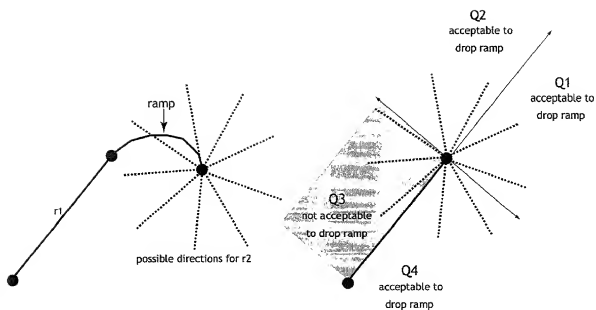 ramp
r1
possible directions for r2
Q2
acceptable to
drop ramp
Q1
acceptable to
drop ramp
Q3
not acceptable
to drop ramp
Q4
acceptable to
drop ramp